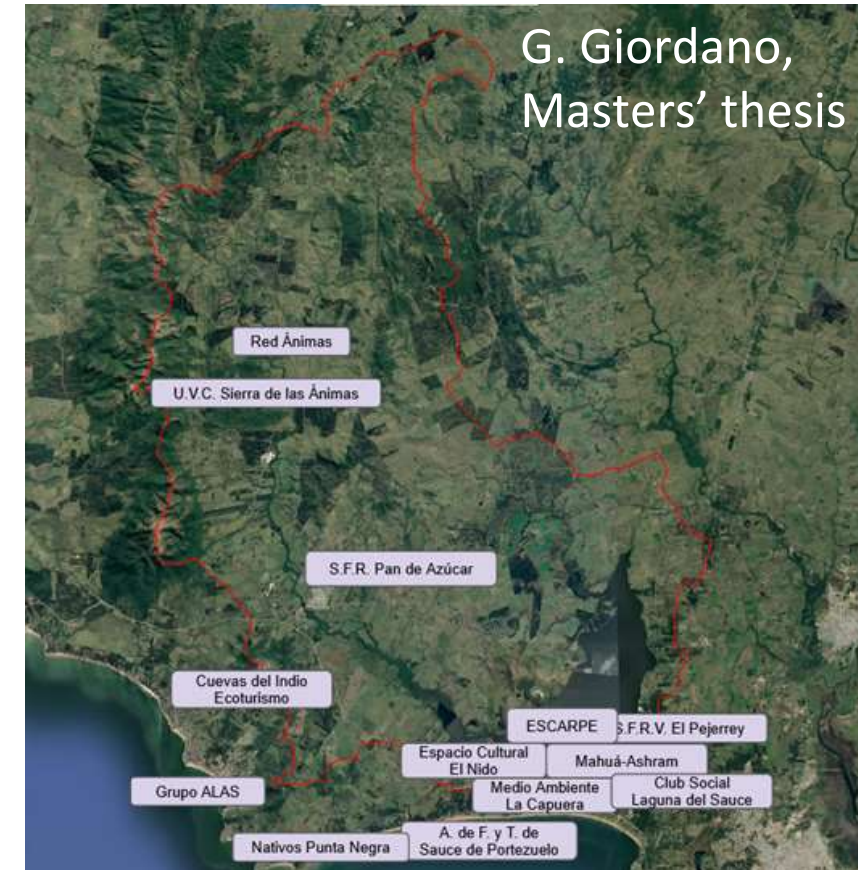 G. Giordano,
Masters’ thesis
Red Ánimas
U.V.C. Sierra de las Ánimas
S.F.R. Pan de Azúcar
Cuevas del Indio
Ecoturismo
ESCARPE
S.F.R.V. El Pejerrey
Espacio Cultural
El Nido
Mahuá-Ashram
Grupo ALAS
Medio Ambiente
La Capuera
Club Social
Laguna del Sauce
Nativos Punta Negra
A. de F. y T. de
Sauce de Portezuelo